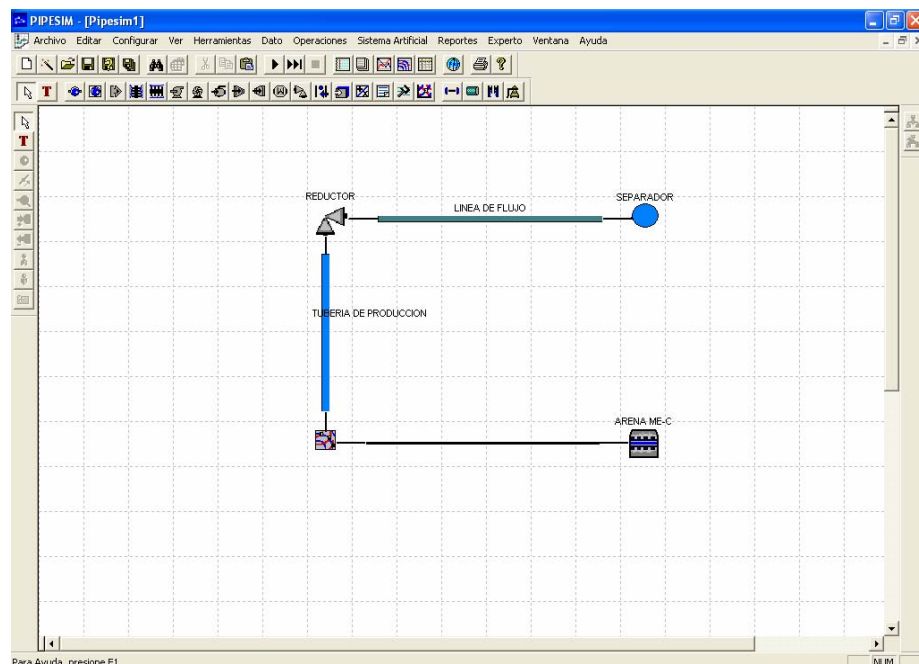 PIPESIM - [Pipesim1]
Archivo Editar Configurar Ver Herramientas Dato Operaciones Sistema Artificial Reportes Experto Ventana Ayuda
T
T
REDUCTOR
LINEA DE FLUJO
SEPARADOR
TUBERIA DE PRODUCCION
ARENA ME-C
Para Ayuda, presione F1
NUM